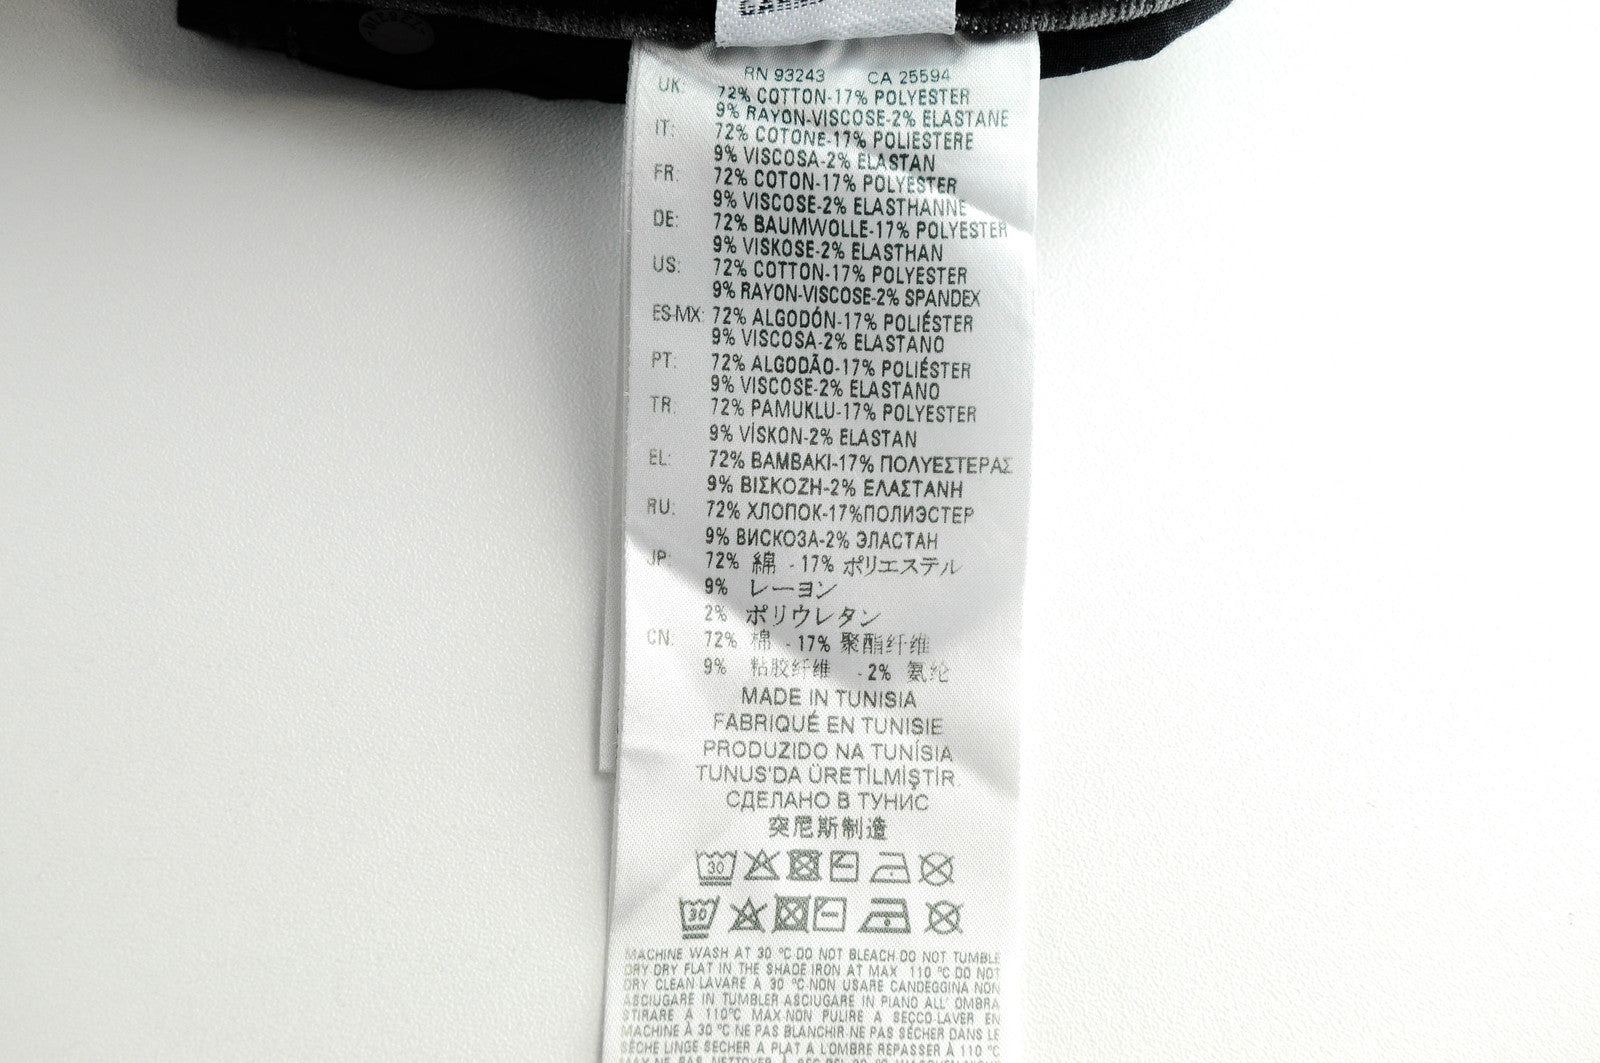 RN 93243 CA 25594
UK: 72% COTTON-17% POLYESTER
9% RAYON-VISCOSE-2% ELASTANE
IT: 72% COTONE-17% POLIESTERE
9% VISCOSA-2% ELASTAN
FR: 72% COTON-17% POLYESTER
9% VISCOSE-2% ELASTHANNE
DE: 72% BAUMWOLLE-17% POLYESTER
9% VISKOSE-2% ELASTHAN
US: 72% COTTON-17% POLYESTER
9% RAYON-VISCOSE-2% SPANDEX
ES-MX: 72% ALGODÓN-17% POLIÉSTER
9% VISCOSA-2% ELASTANO
PT: 72% ALGODÃO-17% POLIÉSTER
9% VISCOSE-2% ELASTANO
TR: 72% PAMUKLU-17% POLYESTER
9% VİSKON-2% ELASTAN
EL: 72% ΒΑΜΒΑΚΙ-17% ΠΟΛΥΕΣΤΕΡΑΣ
9% ΒΙΣΚΟΖΗ-2% ΕΛΑΣΤΑΝΗ
RU: 72% ХЛОПОК-17%ПОЛИЭСТЕР
9% ВИСКОЗА-2% ЭЛАСТАН
JP: 72% 綿 - 17% ポリエステル
9% レーヨン
2% ポリウレタン
CN: 72% 棉 - 17% 聚酯纤维
9% 粘胶纤维 - 2% 氨纶
MADE IN TUNISIA
FABRIQUÉ EN TUNISIE
PRODUZIDO NA TUNÍSIA
TUNUS'DA ÜRETİLMİŞTİR.
СДЕЛАНО В ТУНИС
突尼斯制造
30
30
MACHINE WASH AT 30 °C DO NOT BLEACH DO NOT TUMBLE
DRY DRY FLAT IN THE SHADE IRON AT MAX 110 °C DO NOT
DRY CLEAN LAVARE À 30 °C NON USARE CANDEGGINA NON
ASCIUGARE IN TUMBLER ASCIUGARE IN PIANO ALL' OMBRA
STIRARE À 110°C MAX NON PULIRE A SECCO LAVER EN
MACHINE À 30 °C NE PAS BLANCHIR NE PAS SÉCHER DANS LE
SÈCHE LINGE SECHER A PLAT A L'OMBRE REPASSER À 110 °C